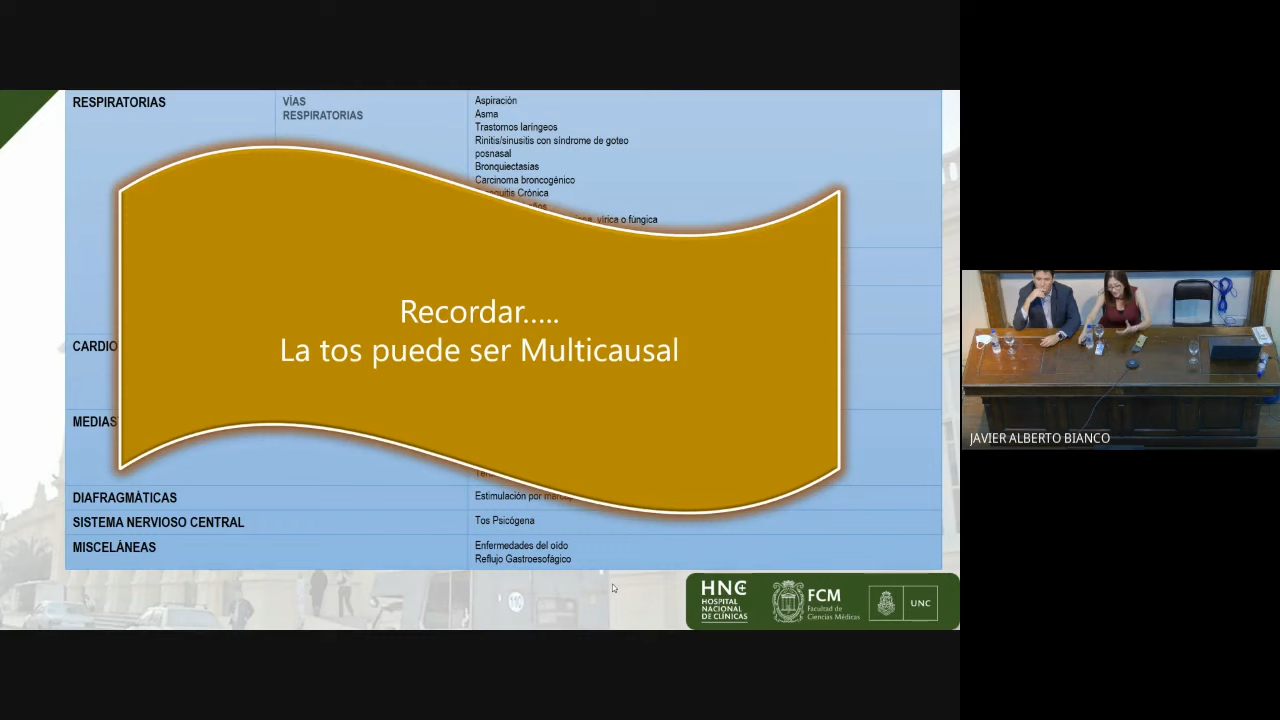 RESPIRATORIAS
VÍAS
RESPIRATORIAS
Aspiración
Asma
Trastornos laríngeos
Rinitis/sinusitis con síndrome de goteo
posnasal
Bronquiectasias
Carcinoma broncogénico
Crónica
vírica o fúngica
Recordar.....
La tos puede ser Multicausal
CARDIO
MEDIAS
DIAFRAGMÁTICAS
Estimulación por
SISTEMA NERVIOSO CENTRAL
Tos Psicógena
MISCELÁNEAS
Enfermedades del oído
Reflujo Gastroesofágico
HNC
HOSPITAL
NACIONAL
DE CLÍNICAS
FCM
Facultad de
Ciencias Médicas
UNC
JAVIER ALBERTO BIANCO